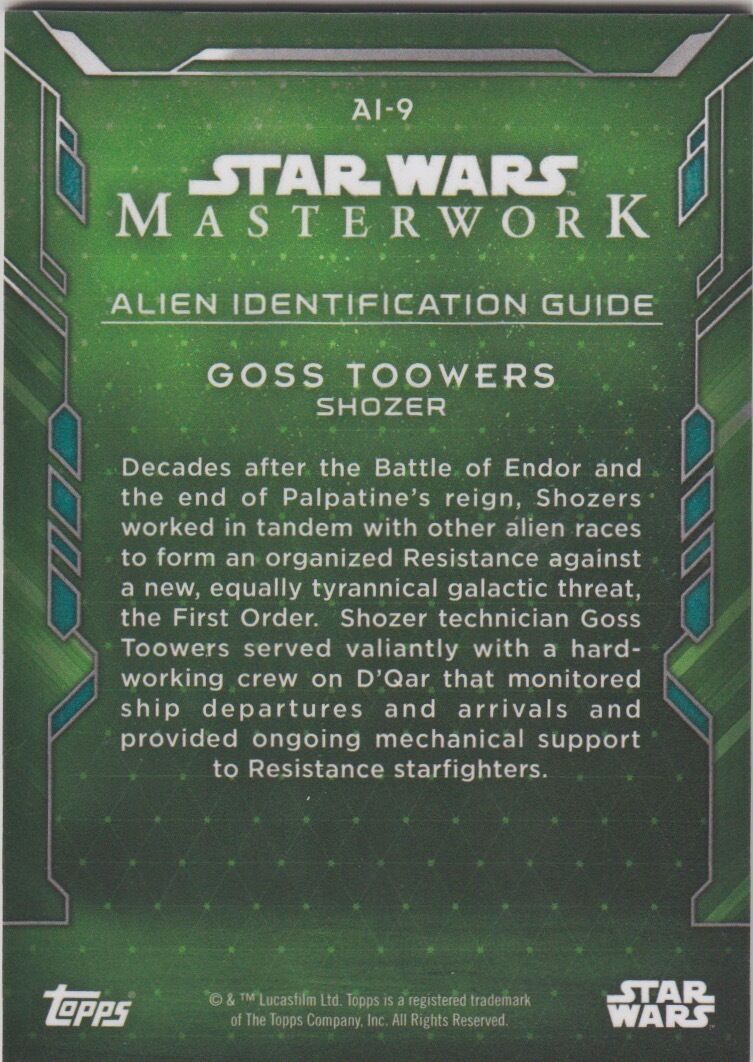 AI-9
STAR WARS
MASTERWORK
ALIEN IDENTIFICATION GUIDE
GOSS TOOWERS
SHOZER
Decades after the Battle of Endor and
the end of Palpatine's reign, Shozers
worked in tandem with other alien races
to form an organized Resistance against
a new, equally tyrannical galactic threat,
the First Order. Shozer technician Goss
Toowers served valiantly with a hard-
working crew on D'Qar that monitored
ship departures and arrivals and
provided ongoing mechanical support
to Resistance starfighters.
Topps
© & ™ Lucasfilm Ltd. Topps is a registered trademark
of The Topps Company, Inc. All Rights Reserved.
STAR
WARS